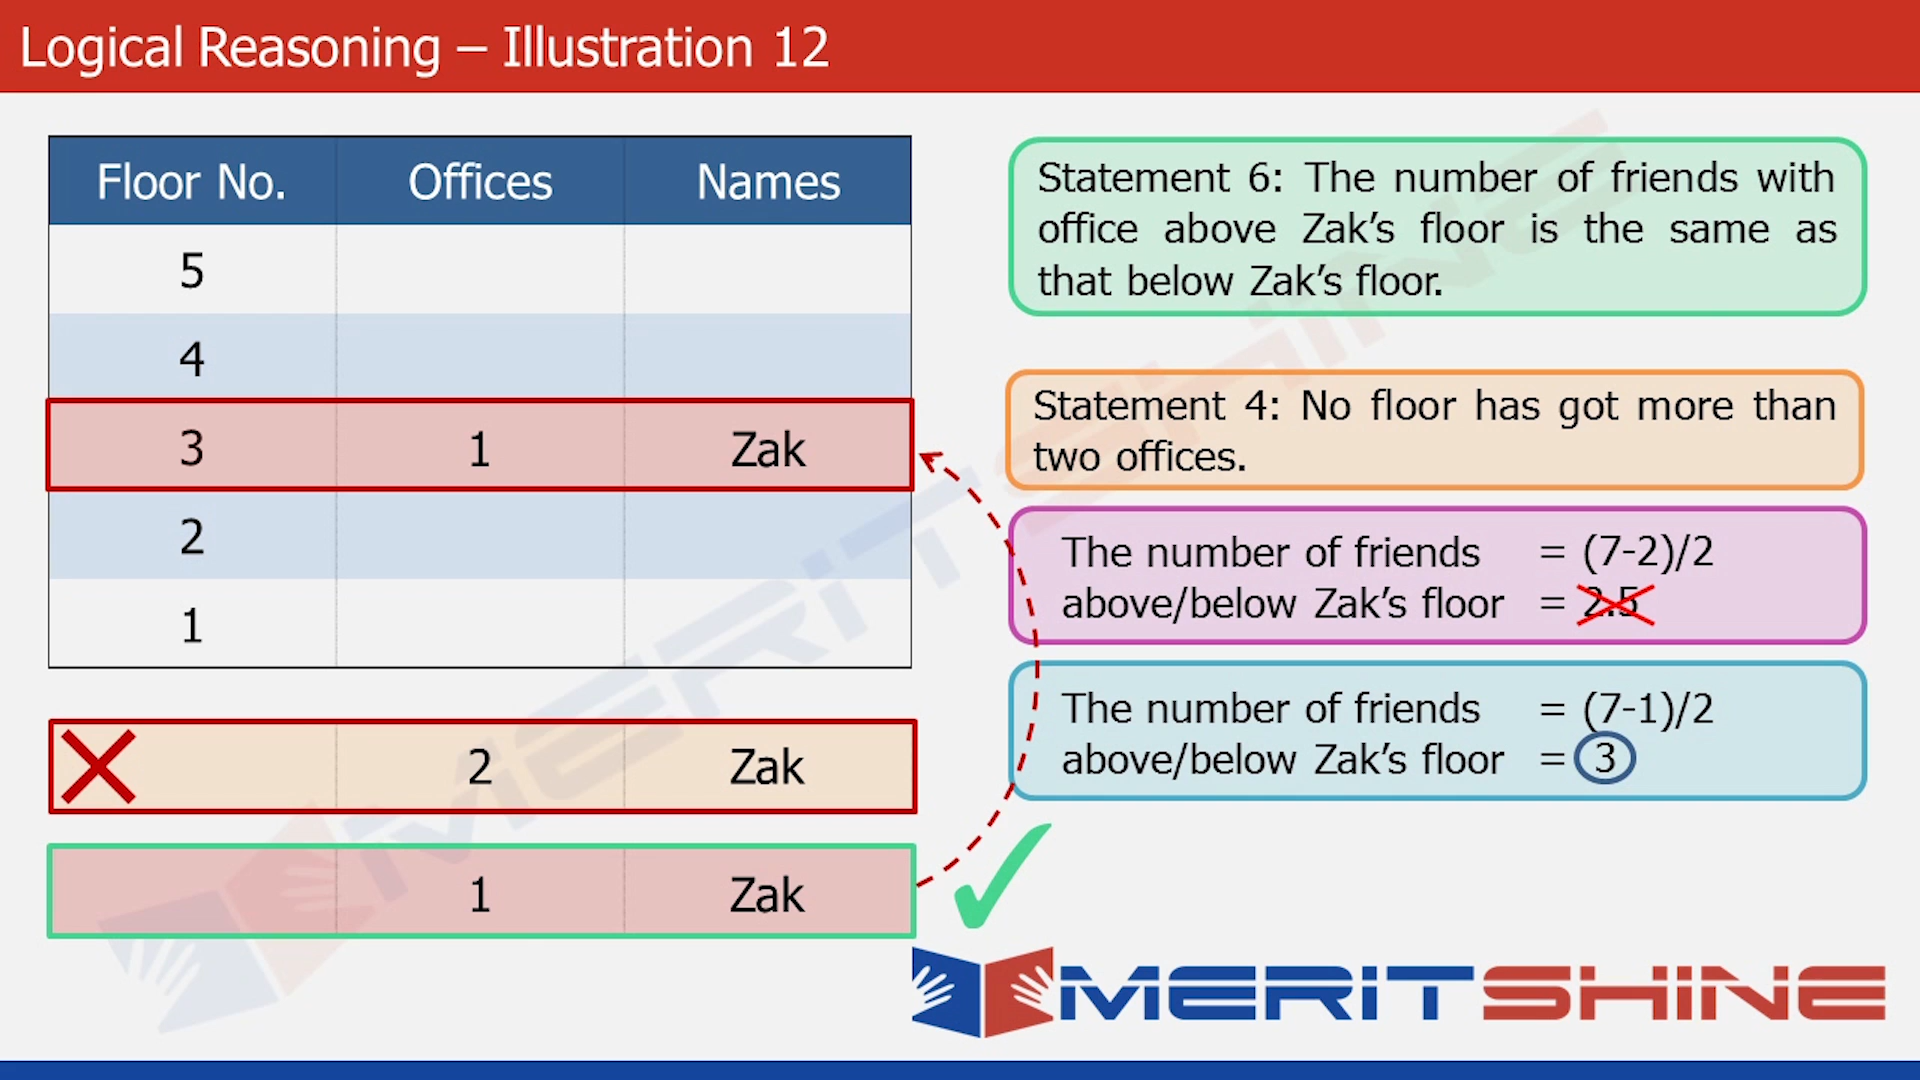 Logical Reasoning – Illustration 12
Floor No. Offices Names
5
4
3 1 Zak
2
1
2 Zak
1 Zak
Statement 6: The number of friends with
office above Zak’s floor is the same as
that below Zak’s floor.
Statement 4: No floor has got more than
two offices.
The number of friends = (7-2)/2
above/below Zak’s floor = 2.5
The number of friends = (7-1)/2
above/below Zak’s floor = 3
MERiTSHiNE
MERiTSHiNE